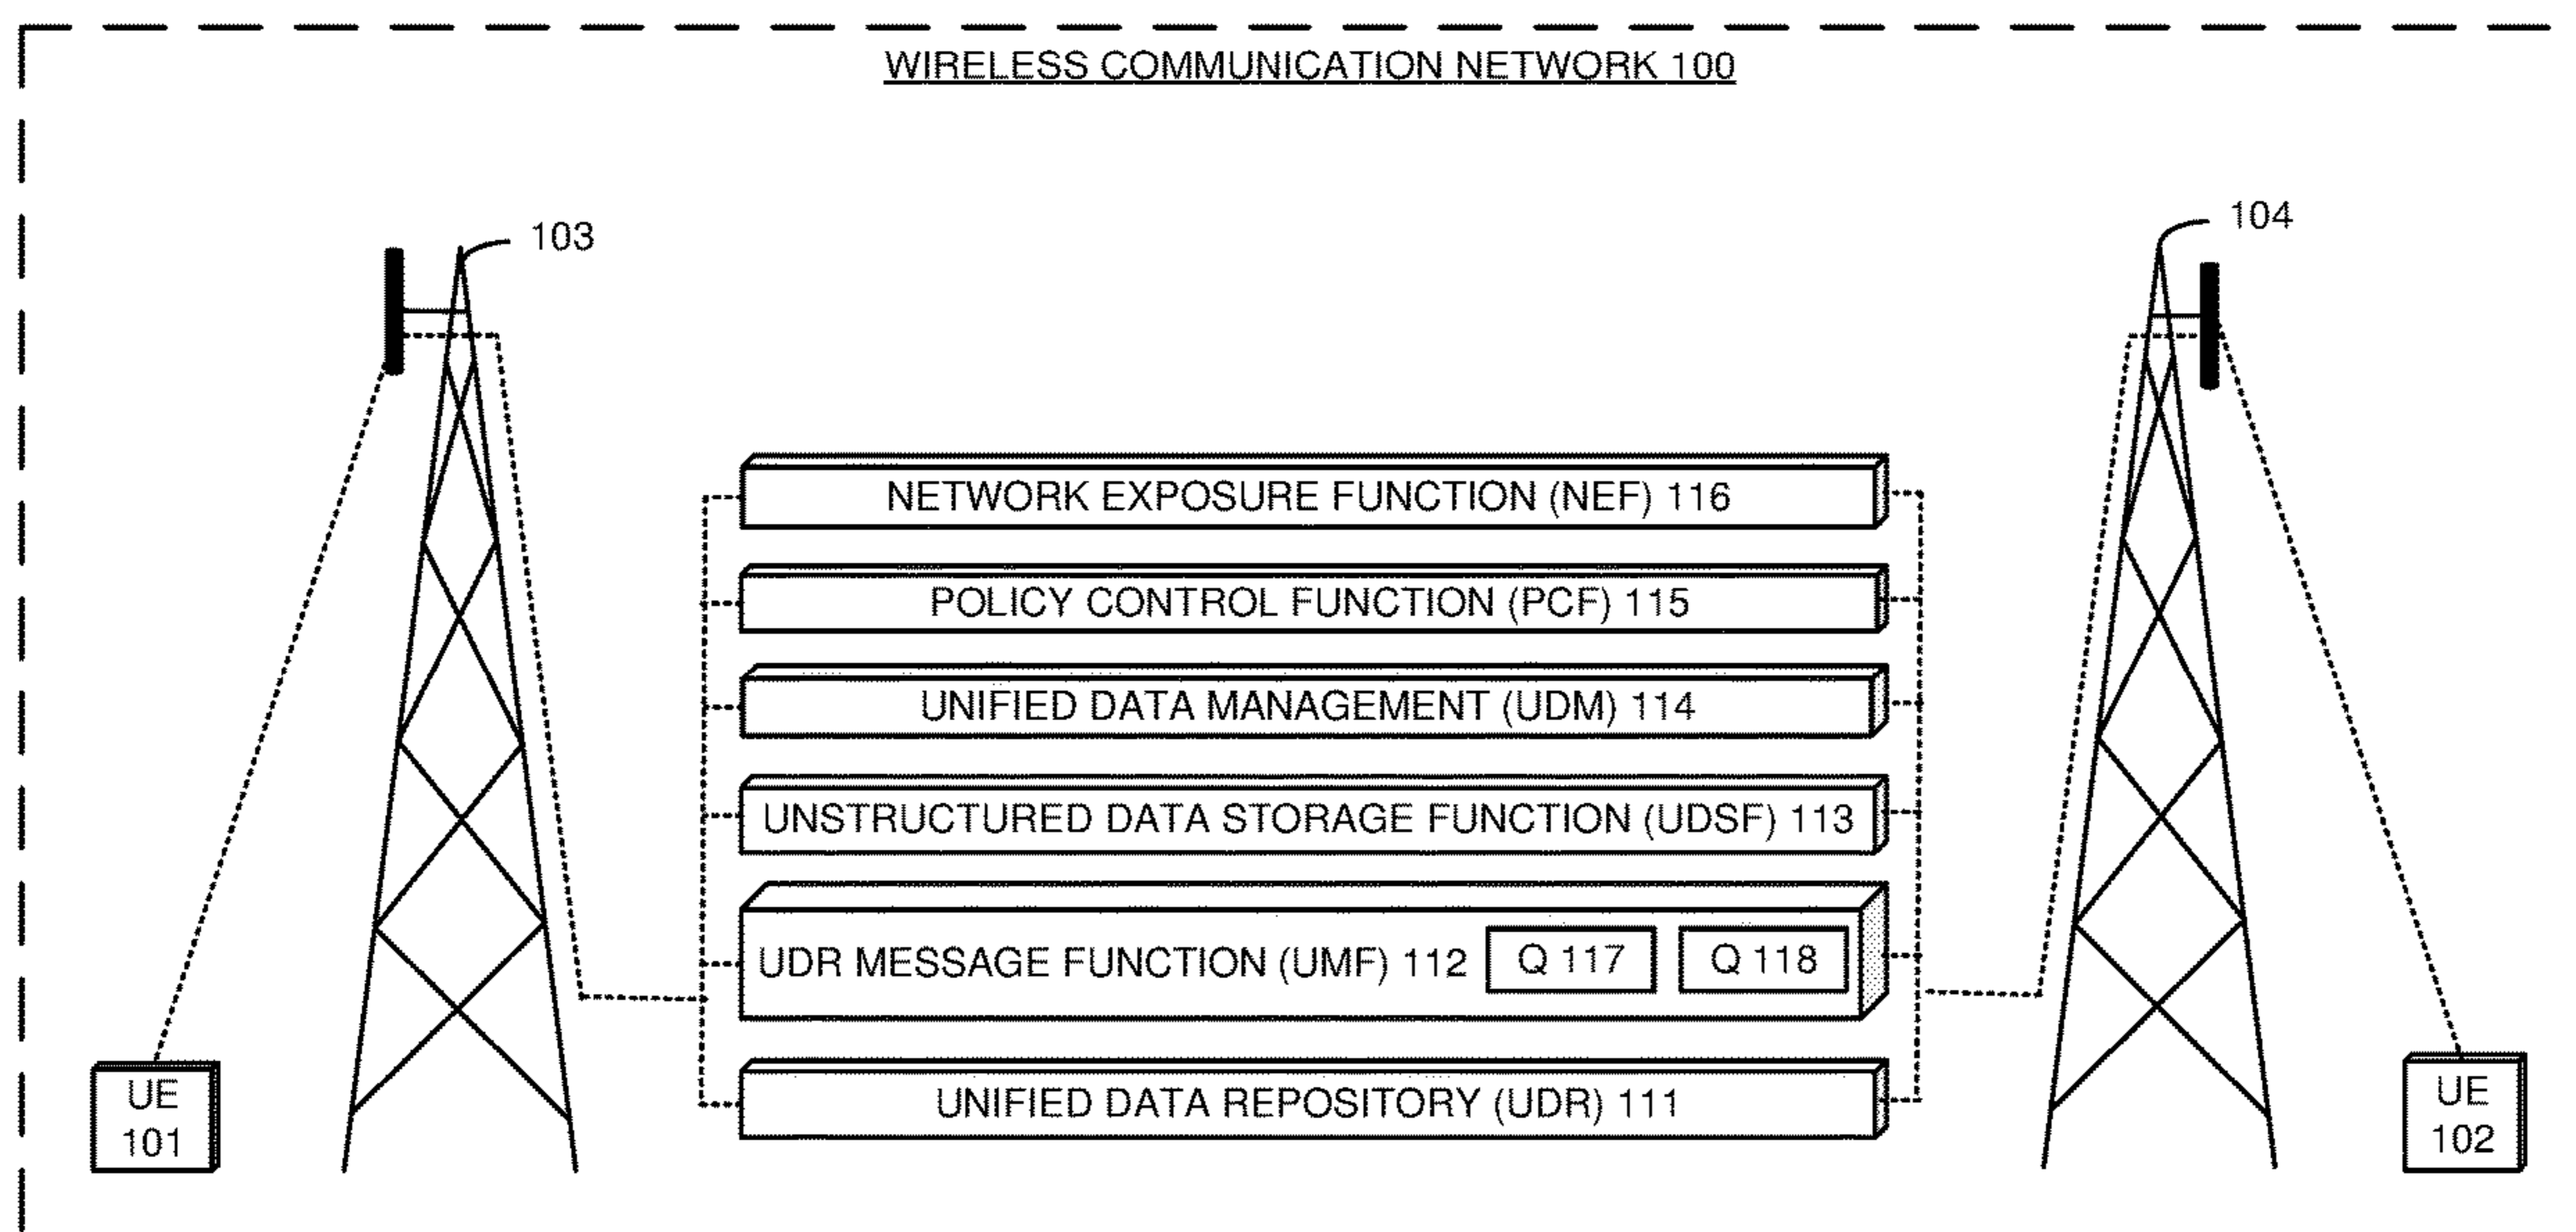 WIRELESS COMMUNICATION NETWORK 100
103
104
NETWORK EXPOSURE FUNCTION (NEF) 116
POLICY CONTROL FUNCTION (PCF) 115
UNIFIED DATA MANAGEMENT (UDM) 114
UNSTRUCTURED DATA STORAGE FUNCTION (UDSF) 113
UDR MESSAGE FUNCTION (UMF) 112
Q 117
Q 118
UNIFIED DATA REPOSITORY (UDR) 111
UE
101
UE
102